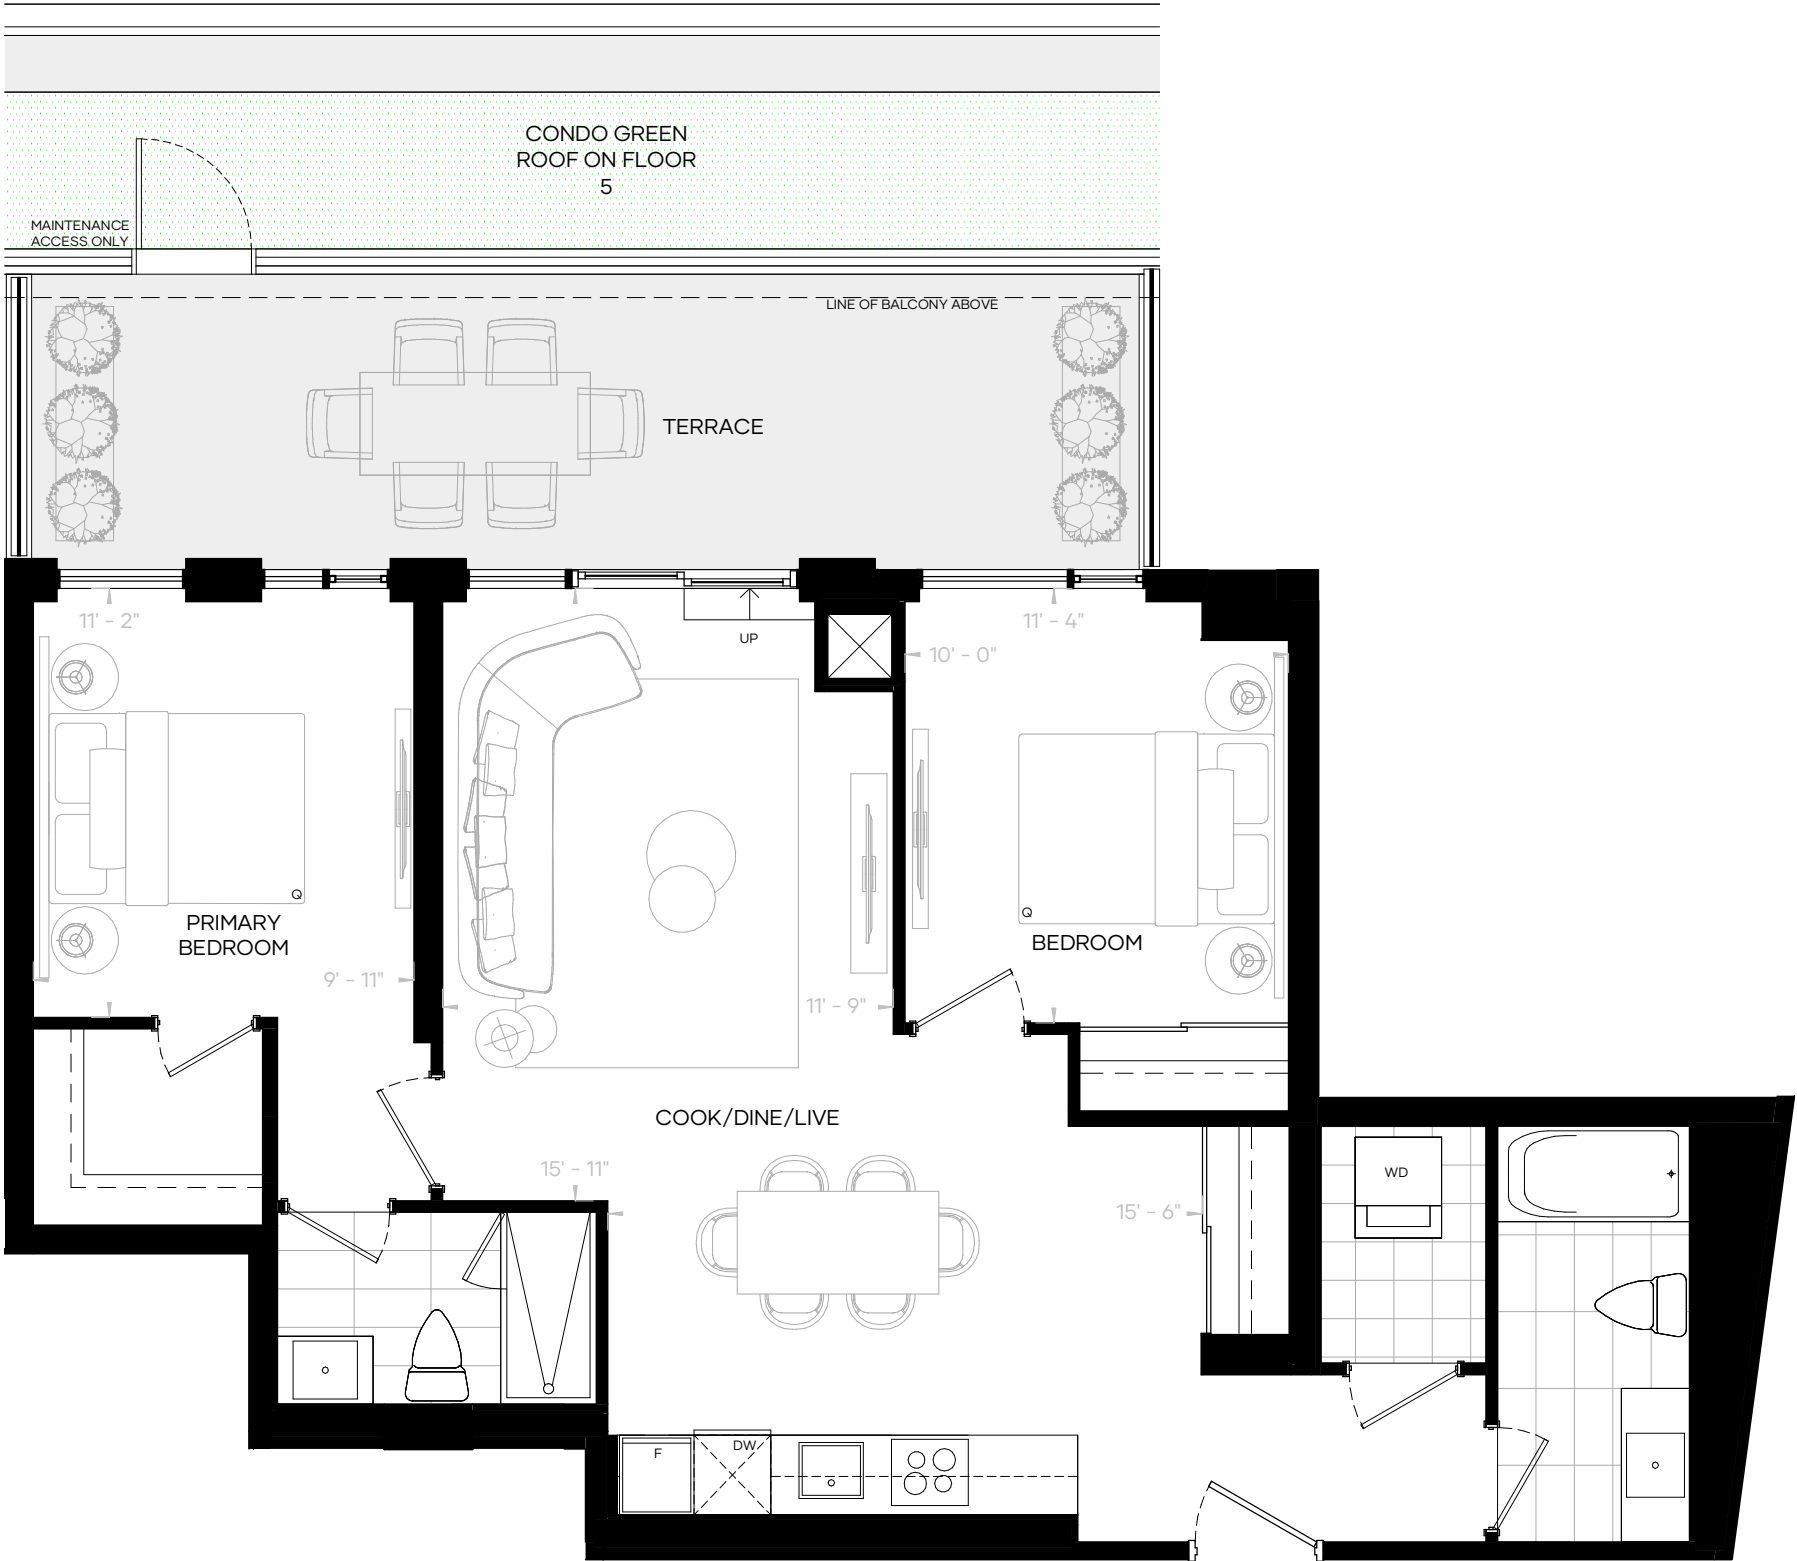 CONDO GREEN
ROOF ON FLOOR
5
MAINTENANCE
ACCESS ONLY
LINE OF BALCONY ABOVE
TERRACE
11' - 2"
UP
11' - 4"
10' - 0"
Q
PRIMARY
BEDROOM
9' - 11"
11' - 9"
Q
BEDROOM
COOK/DINE/LIVE
15' - 11"
15' - 6"
WD
F
DW